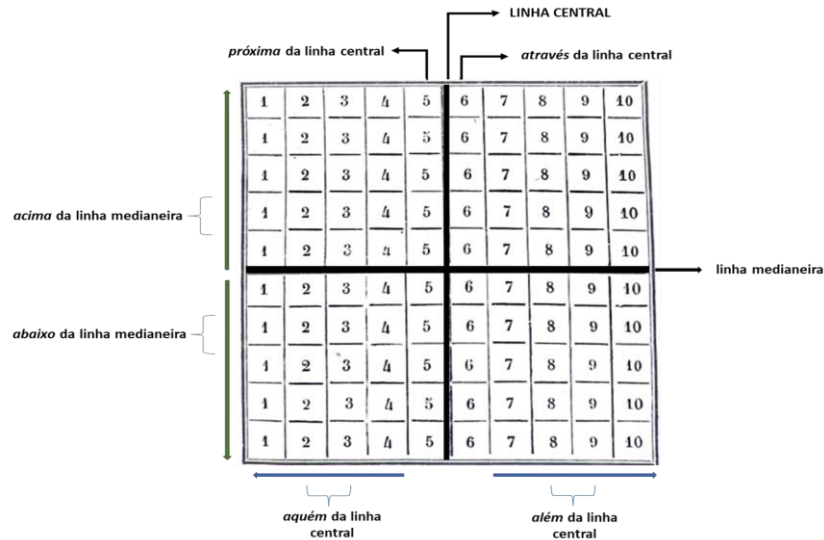 LINHA CENTRAL
próxima da linha central
através da linha central
1 2 3 4 5 6 7 8 9 10
1 2 3 4 5 6 7 8 9 10
1 2 3 4 5 6 7 8 9 10
acima da linha medianeira
1 2 3 4 5 6 7 8 9 10
1 2 3 4 5 6 7 8 9 10
linha medianeira
1 2 3 4 5 6 7 8 9 10
abaixo da linha medianeira
1 2 3 4 5 6 7 8 9 10
1 2 3 4 5 6 7 8 9 10
1 2 3 4 5 6 7 8 9 10
1 2 3 4 5 6 7 8 9 10
aquém da linha
central
além da linha
central